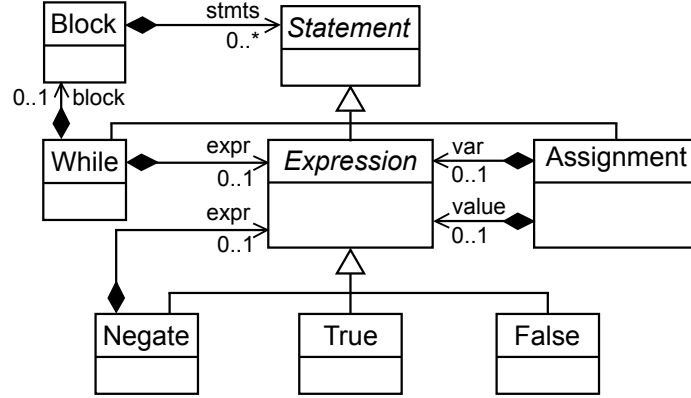 Block
stmts
0..*
Statement
0..1
block
While
expr
0..1
Expression
var
0..1
Assignment
expr
0..1
value
0..1
Negate
True
False